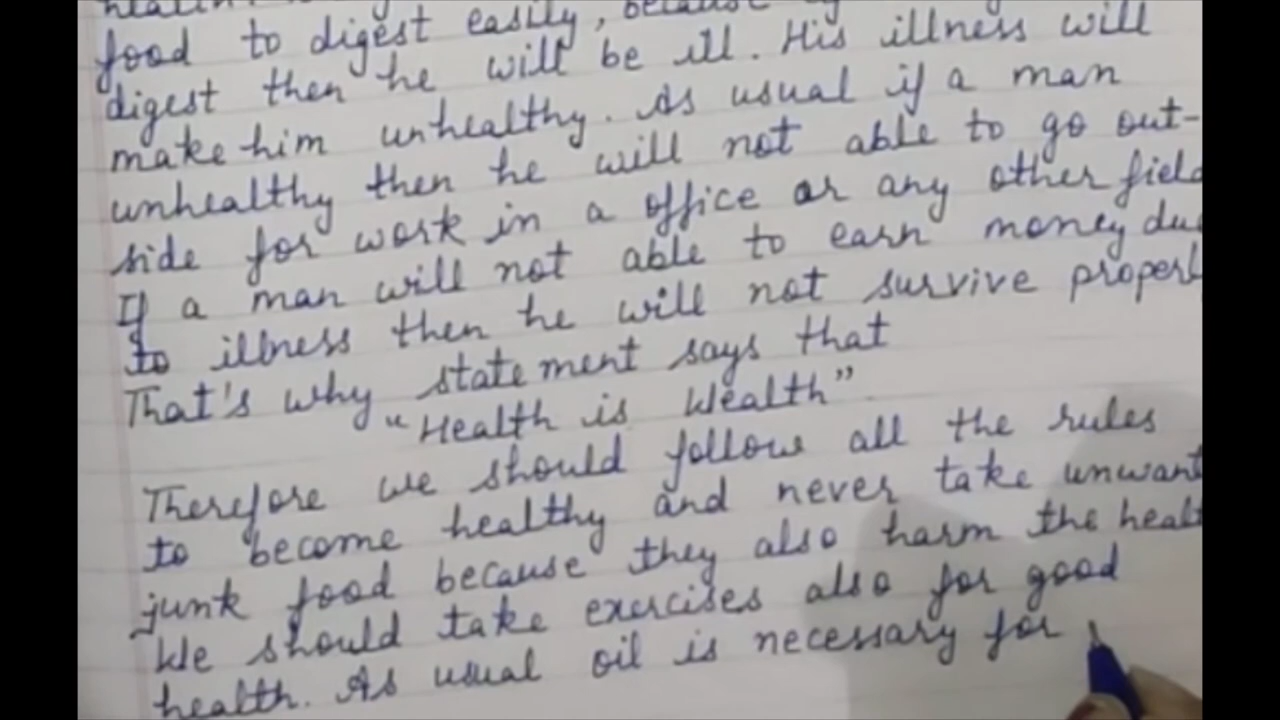 food to digest easily, because
digest then he will be ill. His illness will
make him unhealthy. As usual if a man
unhealthy then he will not able to go out-
side for work in a office or any other field
If a man will not able to earn money du
to illness then he will not survive properl
That's why statement says that
"Health is Wealth".
Therefore we should follow all the rules
to become healthy and never take unwant
junk food because they also harm the healt
We should take exercises also for good
health. As usual oil is necessary for